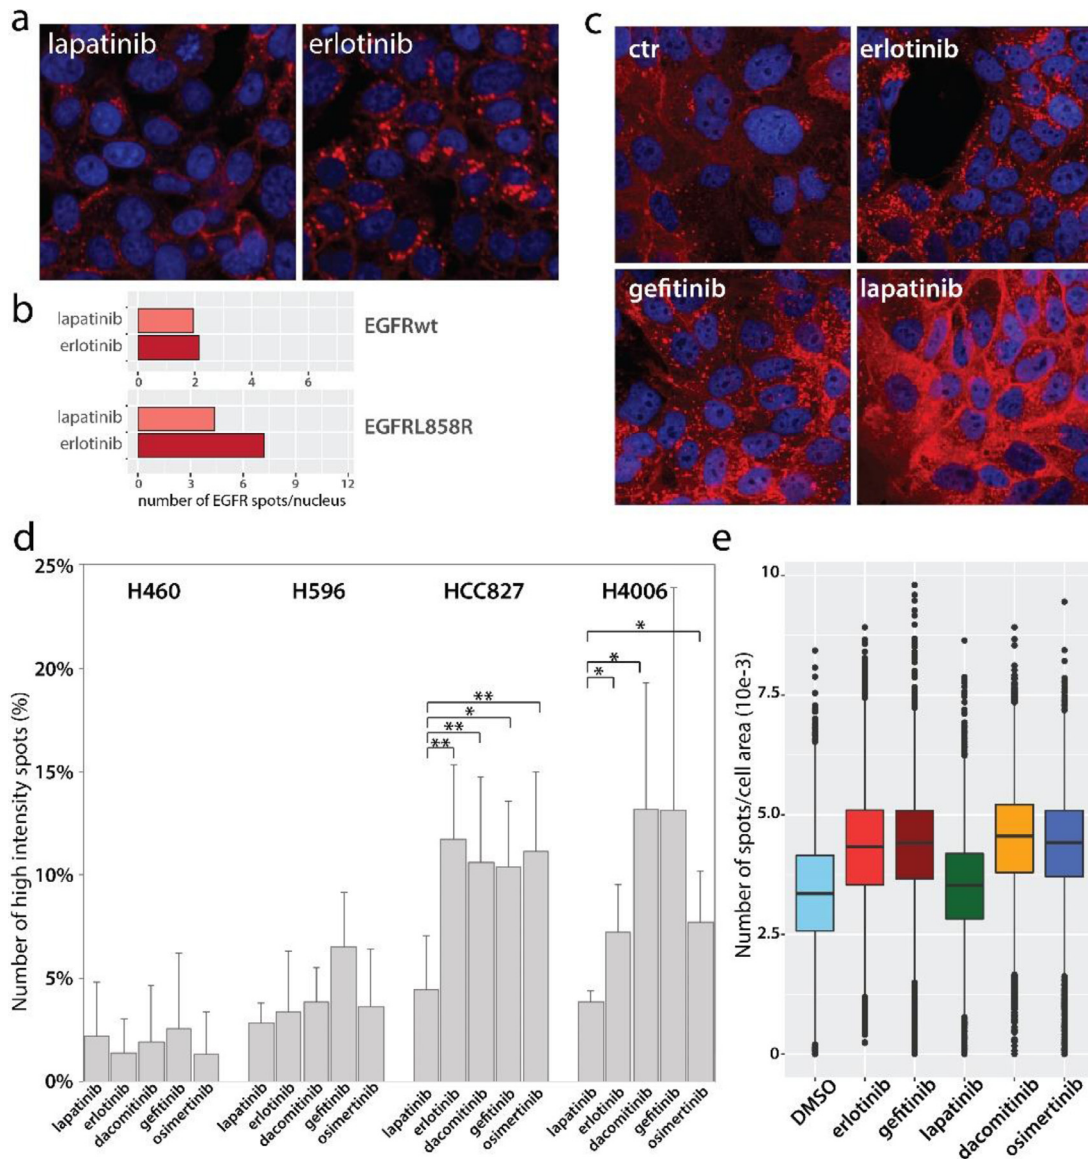 a
lapatinib
erlotinib
b
lapatinib
erlotinib
0 2 4 6
EGFRwt
lapatinib
erlotinib
0 3 6 9 12
EGFRL858R
number of EGFR spots/nucleus
c
ctr
erlotinib
gefitinib
lapatinib
d
Number of high intensity spots (%)
25%
20%
15%
10%
5%
0%
H460
H596
HCC827
H4006
**
*
**
**
*
*
*
lapatinib
erlotinib
dacomitinib
gefitinib
osimertinib
lapatinib
erlotinib
dacomitinib
gefitinib
osimertinib
lapatinib
erlotinib
dacomitinib
gefitinib
osimertinib
lapatinib
erlotinib
dacomitinib
gefitinib
osimertinib
e
Number of spots/cell area (10e-3)
10
7.5
5.0
2.5
0
DMSO
erlotinib
gefitinib
lapatinib
dacomitinib
osimertinib